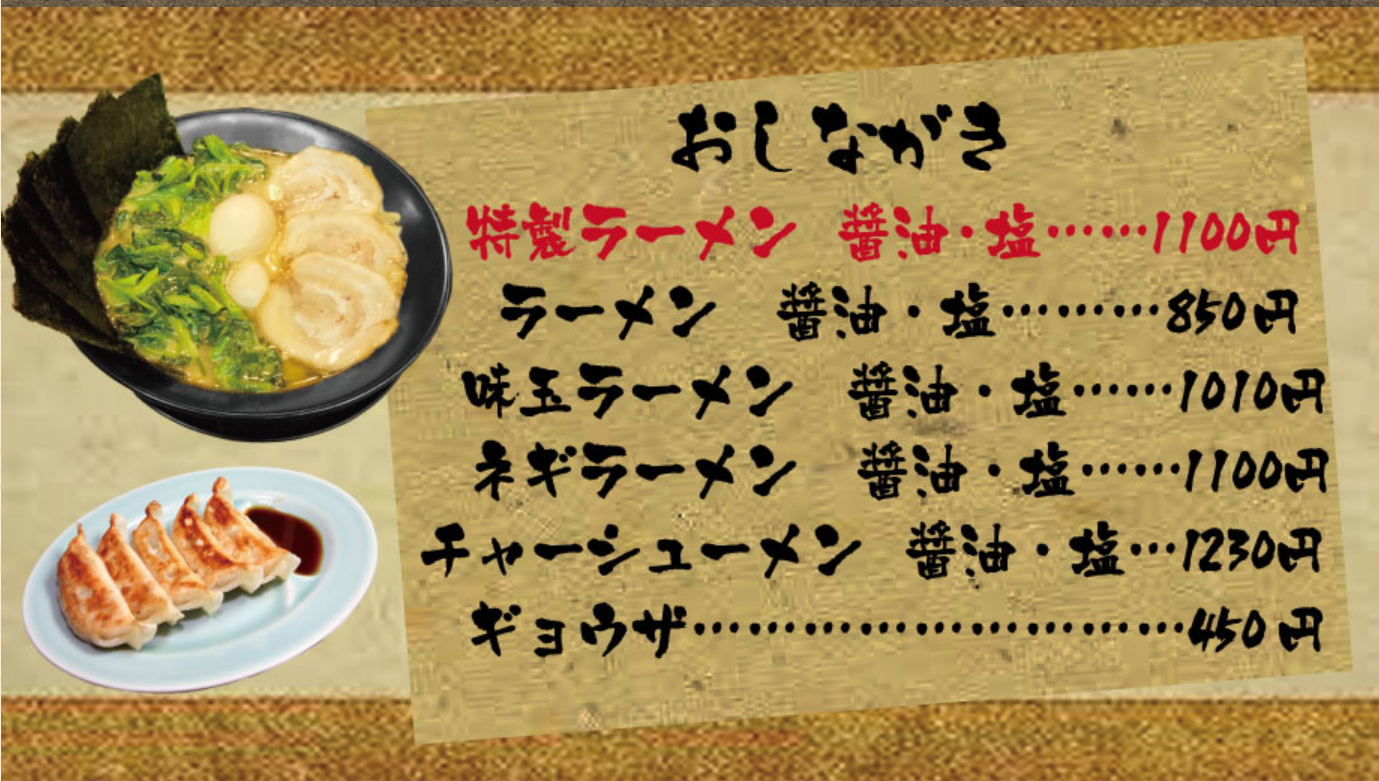 おしながき
特製ラーメン 醤油・塩……1100円
ラーメン 醤油・塩………850円
味玉ラーメン 醤油・塩……1010円
ネギラーメン 醤油・塩……1100円
チャーシューメン 醤油・塩…1230円
ギョウザ…………………………450円